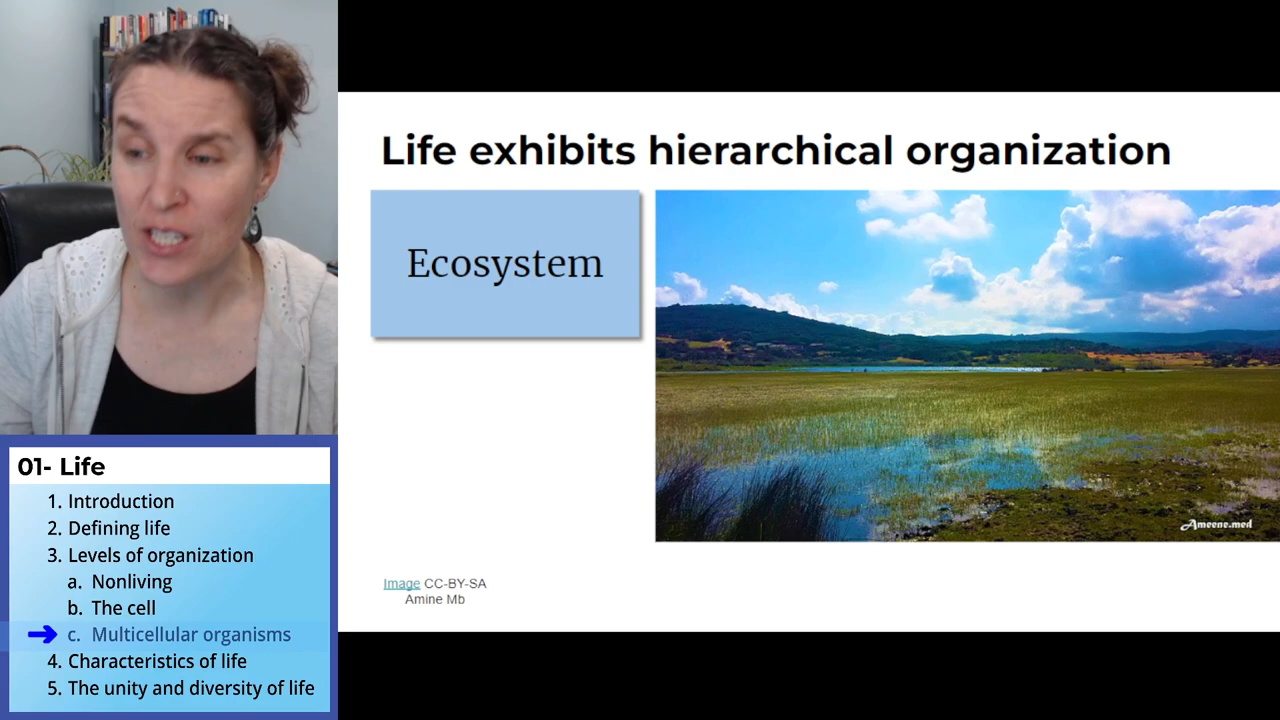 Life exhibits hierarchical organization
Ecosystem
Ameene.med
Image CC-BY-SA
Amine Mb
01- Life
1. Introduction
2. Defining life
3. Levels of organization
a. Nonliving
b. The cell
c. Multicellular organisms
4. Characteristics of life
5. The unity and diversity of life